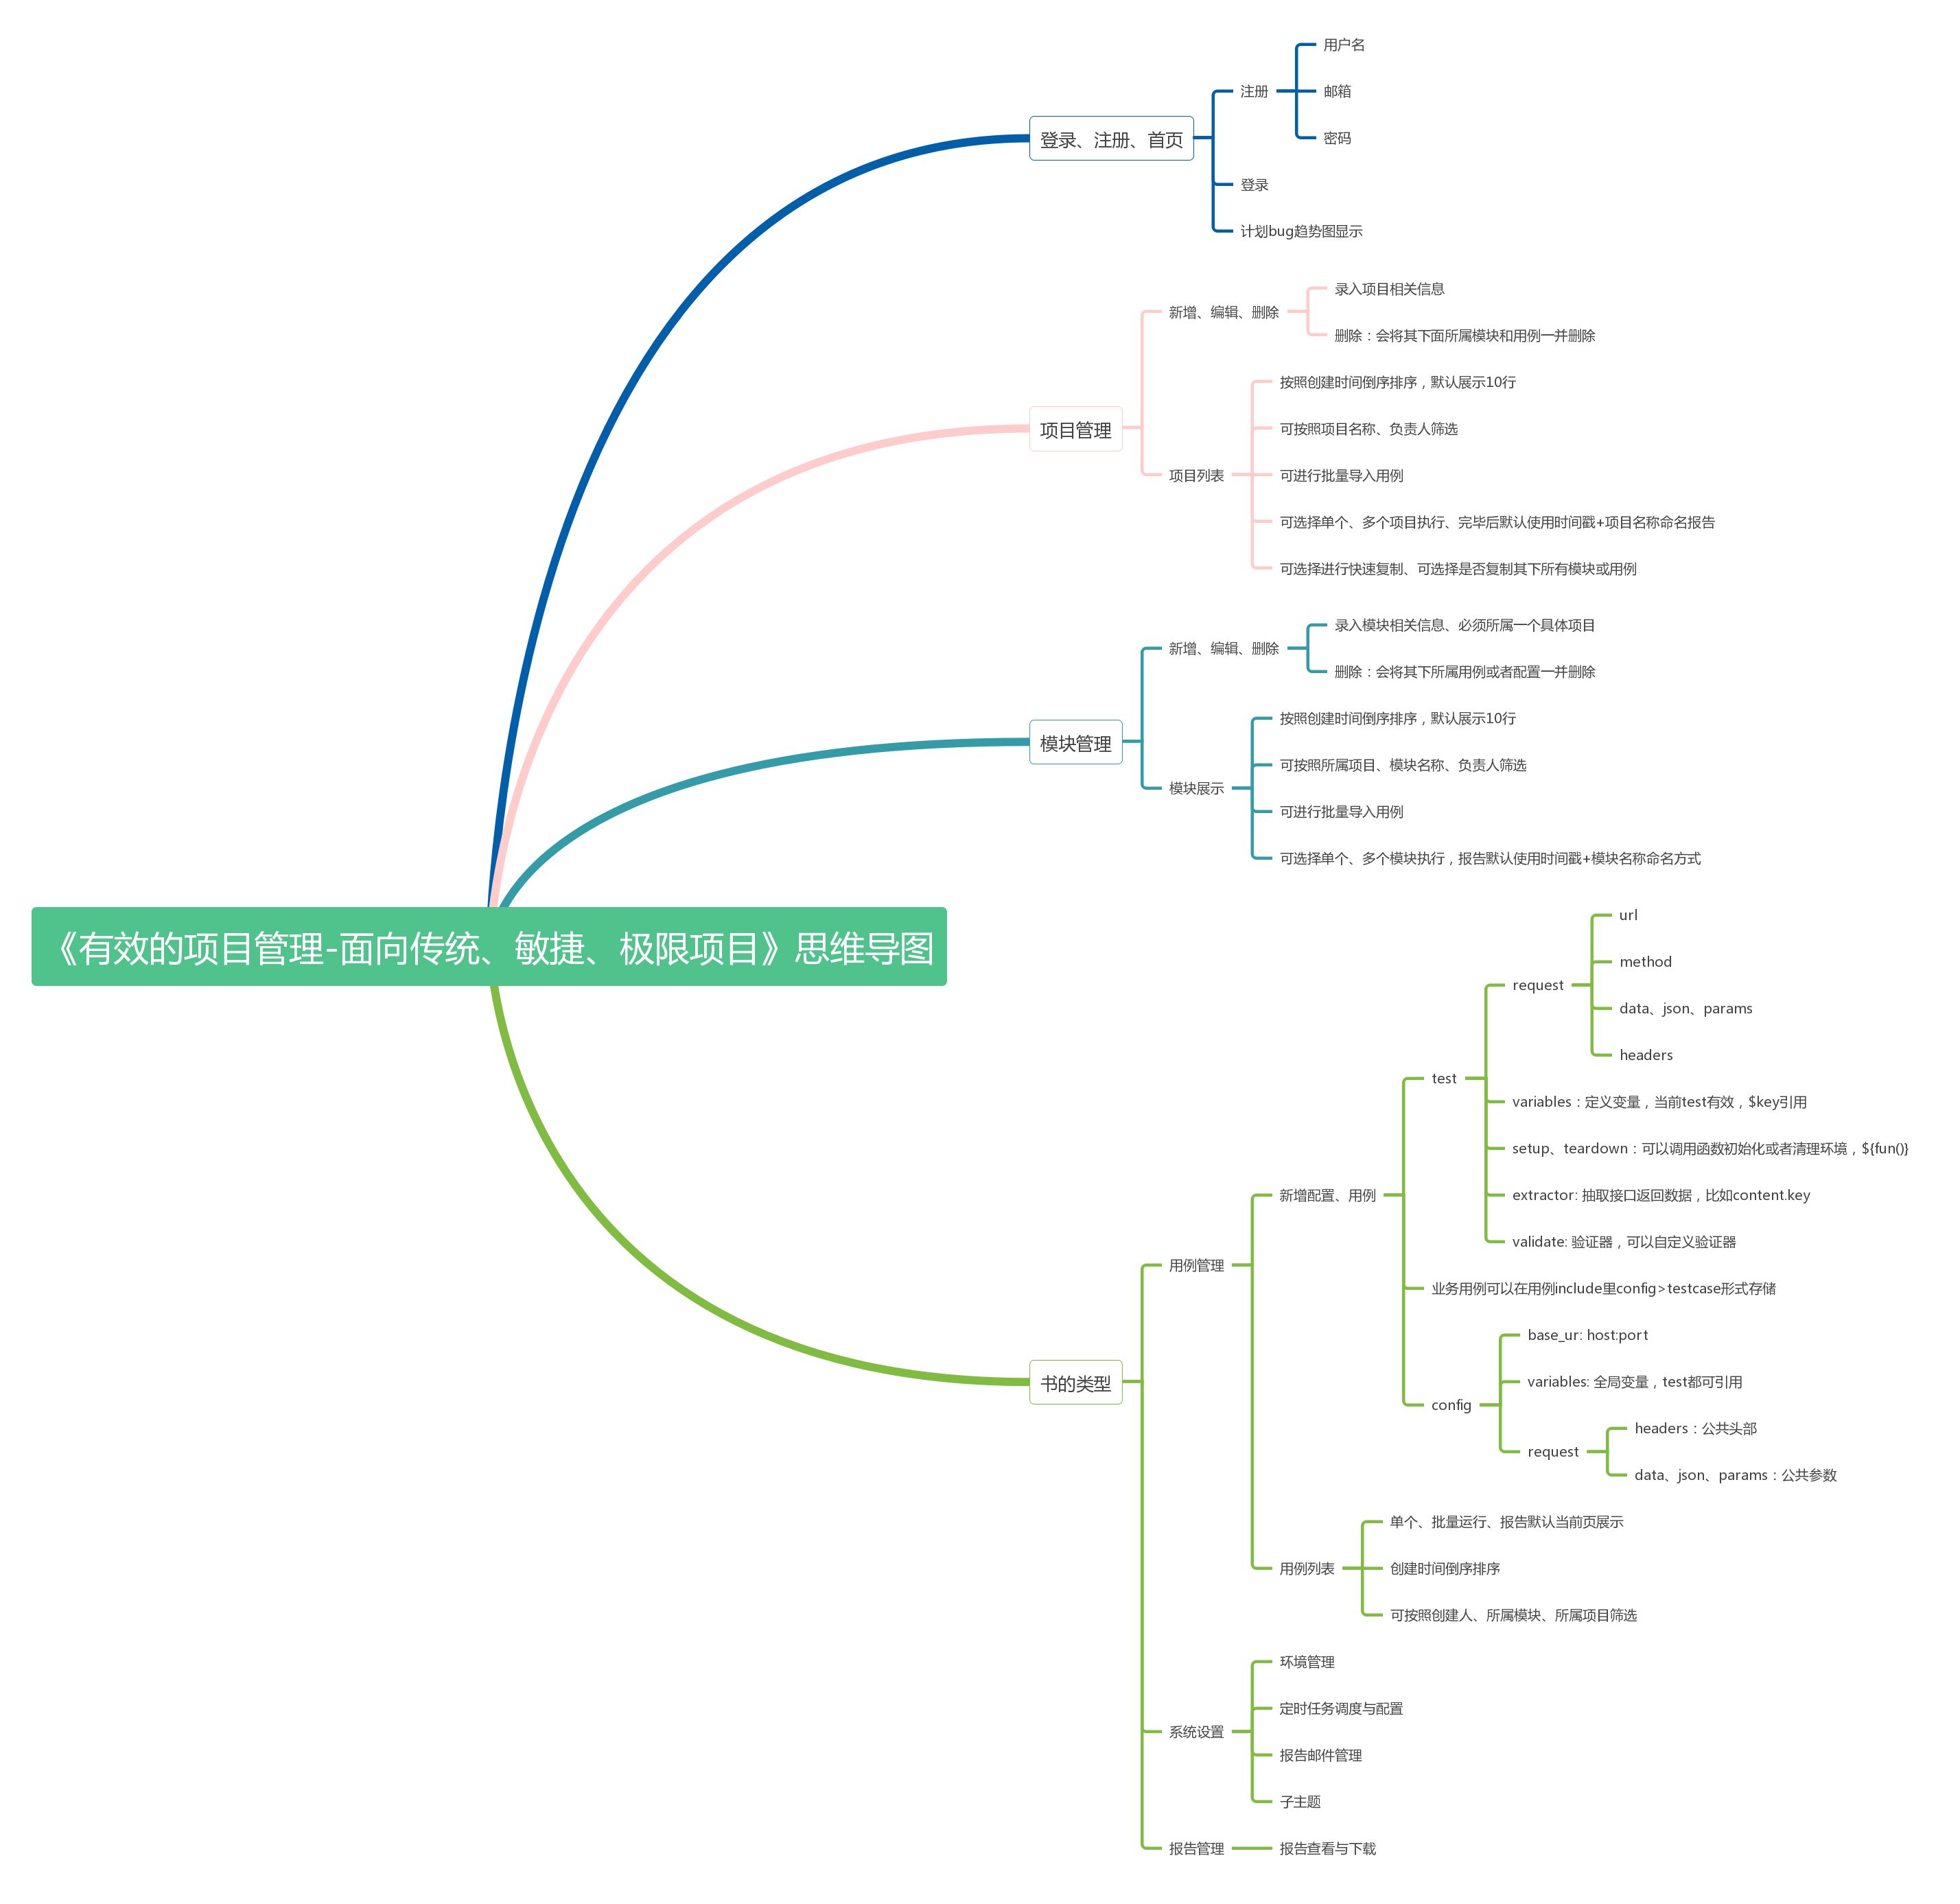 《有效的项目管理-面向传统、敏捷、极限项目》思维导图
登录、注册、首页
注册
用户名
邮箱
密码
登录
计划bug趋势图显示
项目管理
新增、编辑、删除
录入项目相关信息
删除：会将其下面所属模块和用例一并删除
项目列表
按照创建时间倒序排序，默认展示10行
可按照项目名称、负责人筛选
可进行批量导入用例
可选择单个、多个项目执行、完毕后默认使用时间戳+项目名称命名报告
可选择进行快速复制、可选择是否复制其下所有模块或用例
模块管理
新增、编辑、删除
录入模块相关信息、必须所属一个具体项目
删除：会将其下所属用例或者配置一并删除
模块展示
按照创建时间倒序排序，默认展示10行
可按照所属项目、模块名称、负责人筛选
可进行批量导入用例
可选择单个、多个模块执行，报告默认使用时间戳+模块名称命名方式
书的类型
用例管理
新增配置、用例
test
request
url
method
data、json、params
headers
variables：定义变量，当前test有效，$key引用
setup、teardown：可以调用函数初始化或者清理环境，${fun()}
extractor: 抽取接口返回数据，比如content.key
validate: 验证器，可以自定义验证器
业务用例可以在用例include里config>testcase形式存储
config
base_ur: host:port
variables: 全局变量，test都可引用
request
headers：公共头部
data、json、params：公共参数
用例列表
单个、批量运行、报告默认当前页展示
创建时间倒序排序
可按照创建人、所属模块、所属项目筛选
系统设置
环境管理
定时任务调度与配置
报告邮件管理
子主题
报告管理
报告查看与下载